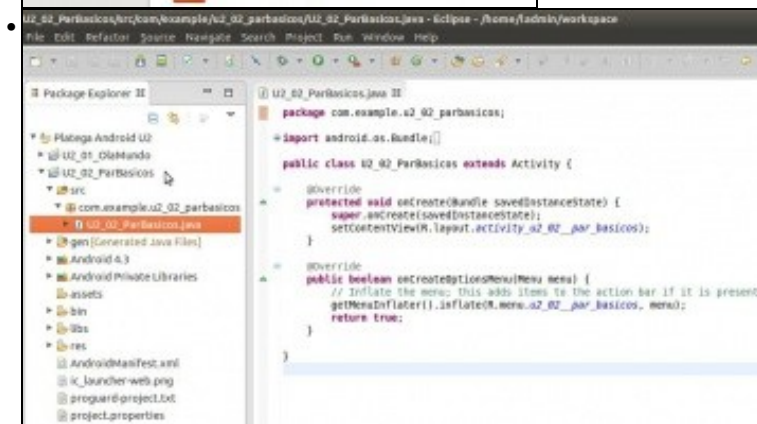 U2_02_ParBasicos/src/com/example/u2_02_parbasicos/U2_02_ParBasicos.java - Eclipse - /home/ladmin/workspace
File Edit Refactor Source Navigate Search Project Run Window Help
Package Explorer
Platega Android U2
U2_01_OlaMundo
U2_02_ParBasicos
src
com.example.u2_02_parbasicos
U2_02_ParBasicos.java
gen [Generated Java Files]
Android 4.3
Android Private Libraries
assets
bin
libs
res
AndroidManifest.xml
ic_launcher-web.png
proguard-project.txt
project.properties
U2_02_ParBasicos.java
package com.example.u2_02_parbasicos;
import android.os.Bundle;
public class U2_02_ParBasicos extends Activity {
@Override
protected void onCreate(Bundle savedInstanceState) {
super.onCreate(savedInstanceState);
setContentView(R.layout.activity_u2_02__par_basicos);
}
@Override
public boolean onCreateOptionsMenu(Menu menu) {
// Inflate the menu; this adds items to the action bar if it is present
getMenuInflater().inflate(R.menu.u2_02__par_basicos, menu);
return true;
}
}